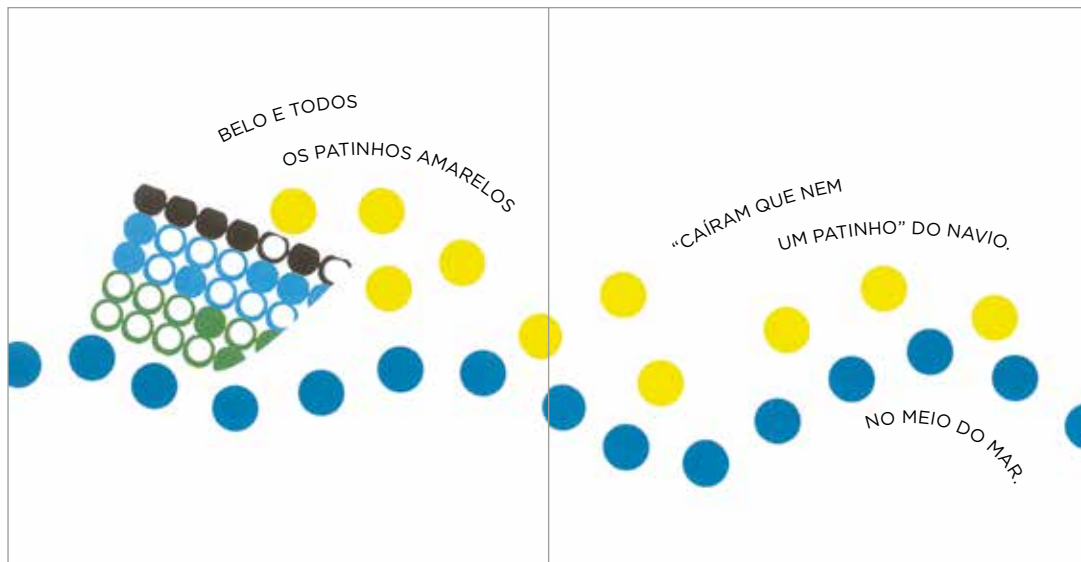 BELO E TODOS
OS PATINHOS AMARELOS
“CAÍRAM QUE NEM
UM PATINHO” DO NAVIO.
NO MEIO DO MAR.